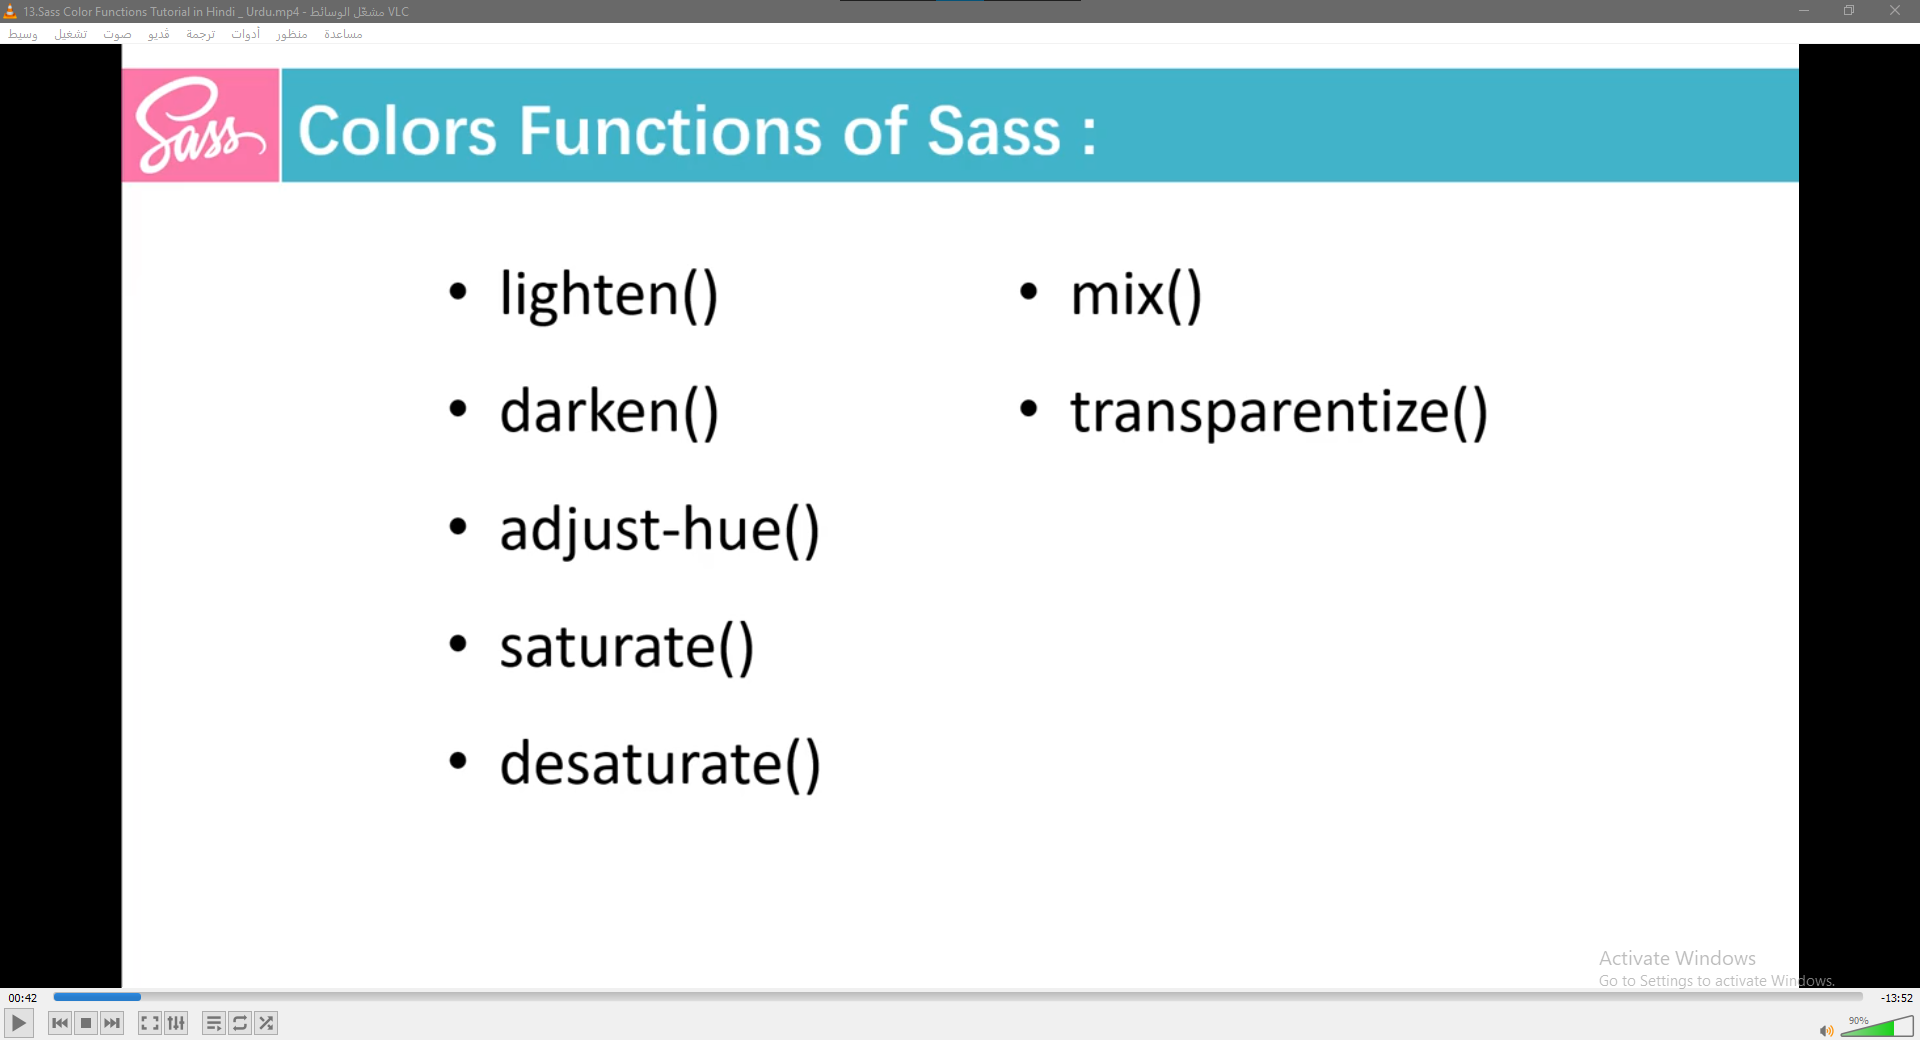 13.Sass Color Functions Tutorial in Hindi _ Urdu.mp4 - مشغّل الوسائط VLC
وسيط تشغيل صوت ڤديو ترجمة أدوات منظور مساعدة
Sass Colors Functions of Sass :
• lighten()
• darken()
• adjust-hue()
• saturate()
• desaturate()
• mix()
• transparentize()
Activate Windows
Go to Settings to activate Windows.
00:42
-13:52
90%